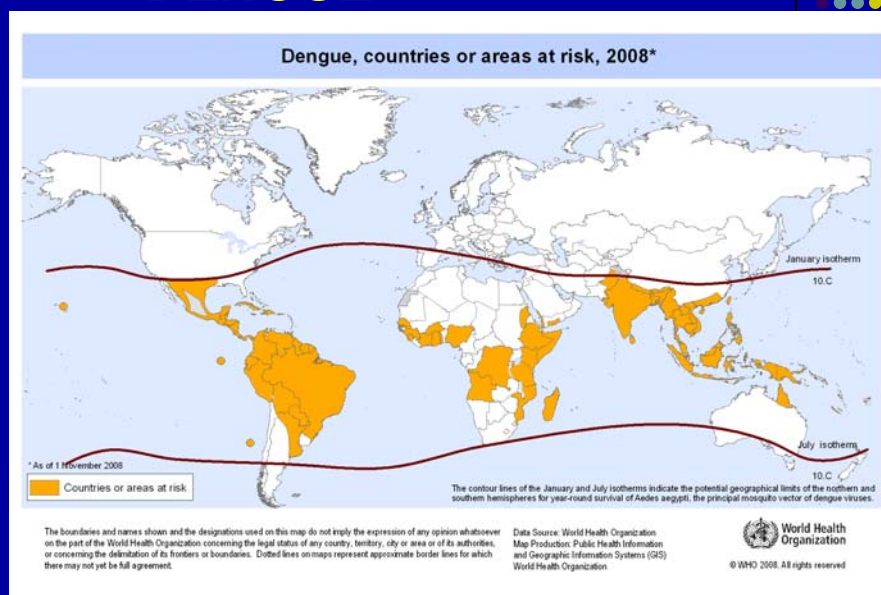 Dengue, countries or areas at risk, 2008*
January isotherm
10.C
July isotherm
10.C
* As of 1 November 2008
Countries or areas at risk
The contour lines of the January and July isotherms indicate the potential geographical limits of the northern and
southern hemispheres for year-round survival of Aedes aegypti, the principal mosquito vector of dengue viruses.
The boundaries and names shown and the designations used on this map do not imply the expression of any opinion whatsoever
on the part of the World Health Organization concerning the legal status of any country, territory, city or area or of its authorities,
or concerning the delimitation of its frontiers or boundaries. Dotted lines on maps represent approximate border lines for which
there may not yet be full agreement.
Data Source: World Health Organization
Map Production: Public Health Information
and Geographic Information Systems (GIS)
World Health Organization
World Health
Organization
© WHO 2008. All rights reserved